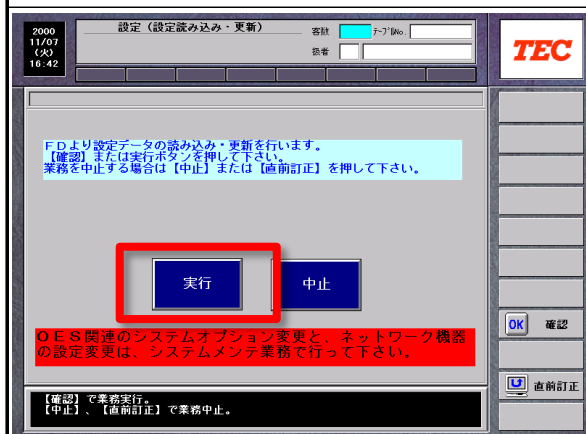 2000
11/07
(火)
16:42
設定(設定読み込み・更新)
客数
テーブルNo.
扱者
TEC
FDより設定データの読み込み・更新を行います。
【確認】または実行ボタンを押して下さい。
業務を中止する場合は【中止】または【直前訂正】を押して下さい。
実行
中止
OES関連のシステムオプション変更と、ネットワーク機器
の設定変更は、システムメンテ業務で行って下さい。
OK 確認
直前訂正
【確認】で業務実行。
【中止】、【直前訂正】で業務中止。